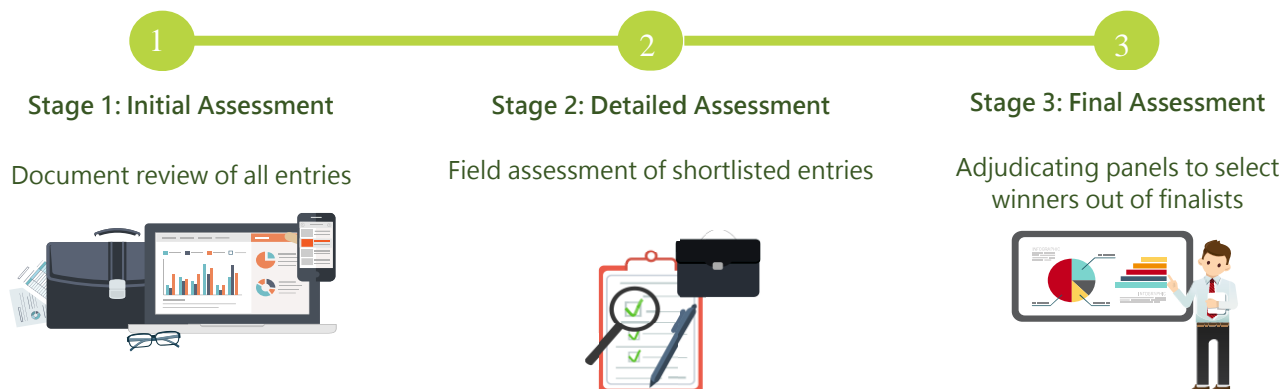 1
2
3
Stage 1: Initial Assessment
Stage 2: Detailed Assessment
Stage 3: Final Assessment
Document review of all entries
Field assessment of shortlisted entries
Adjudicating panels to select
winners out of finalists
INFOGRAPHIC